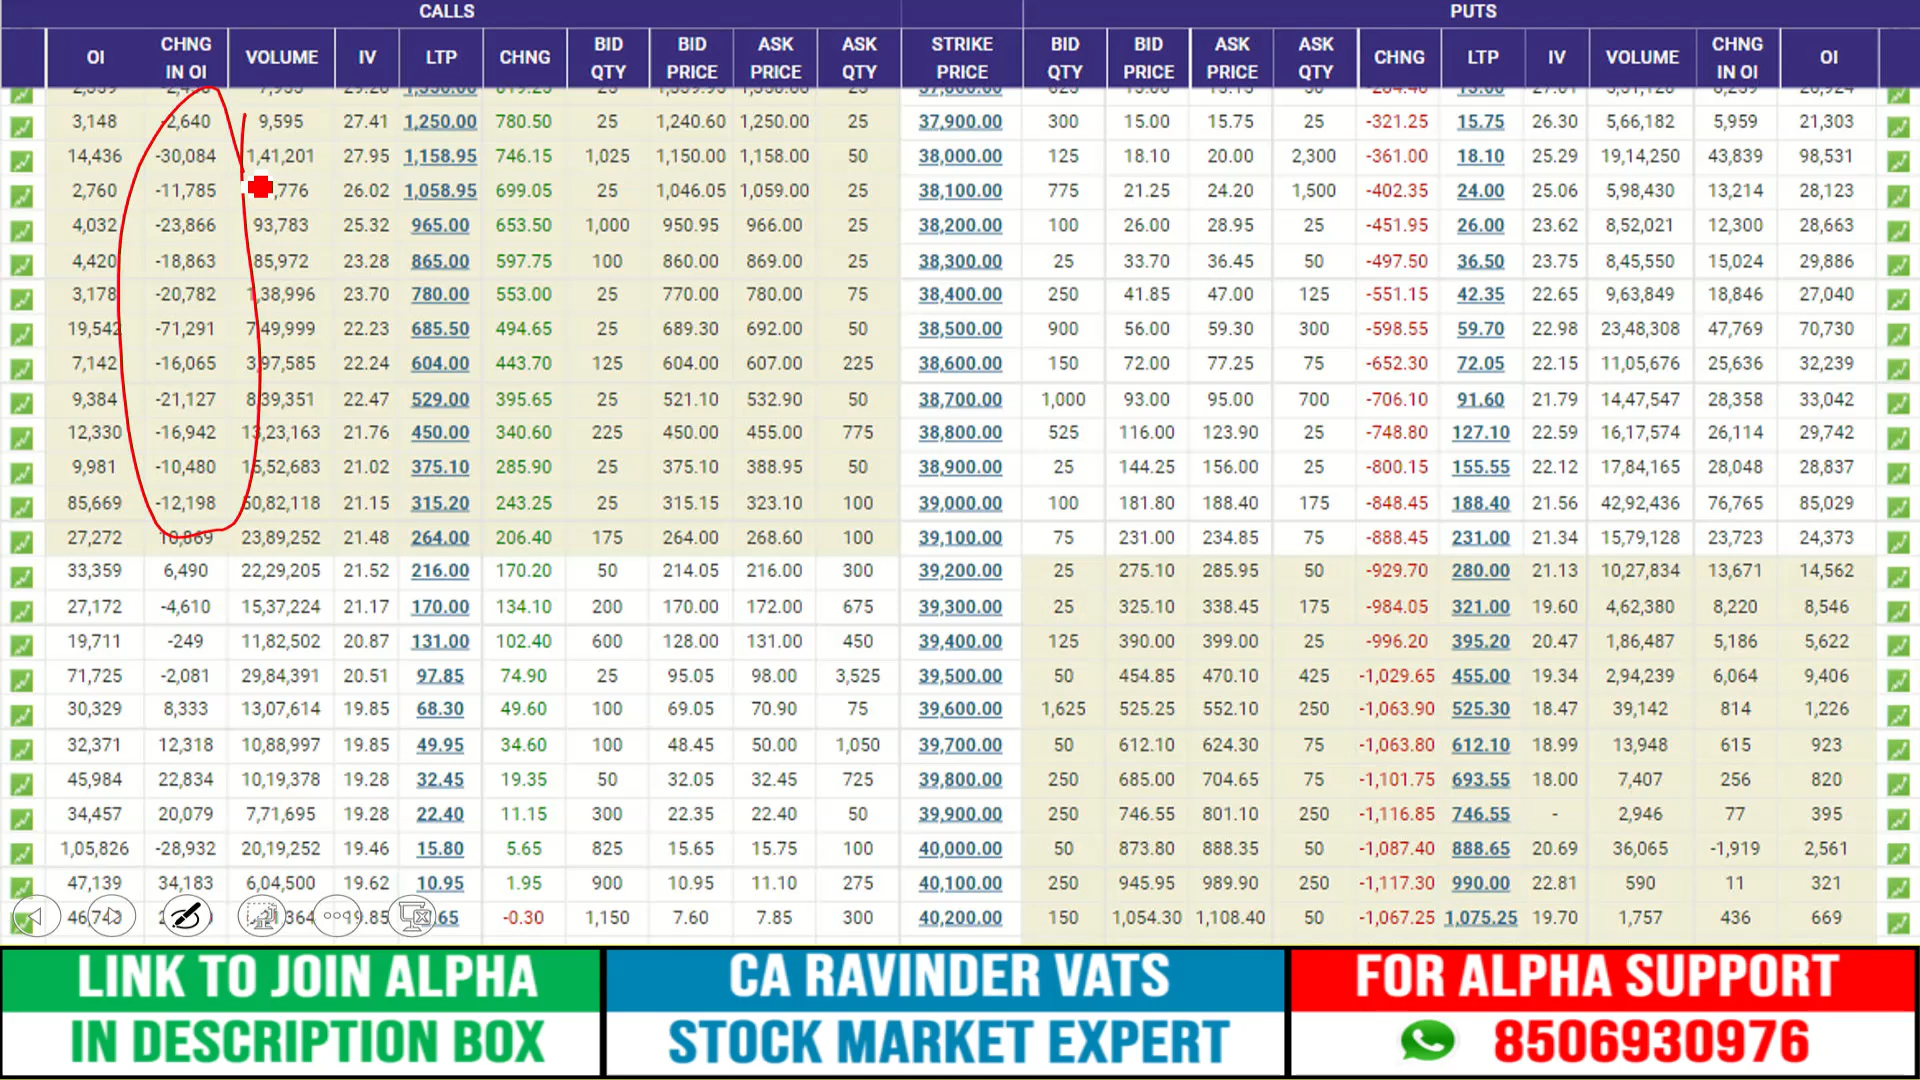 CALLS PUTS
OI CHNG IN OI VOLUME IV LTP CHNG BID QTY BID PRICE ASK PRICE ASK QTY STRIKE PRICE BID QTY BID PRICE ASK PRICE ASK QTY CHNG LTP IV VOLUME CHNG IN OI OI
3,148 -2,640 9,595 27.41 1,250.00 780.50 25 1,240.60 1,250.00 25 37,900.00 300 15.00 15.75 25 -321.25 15.75 26.30 5,66,182 5,959 21,303
14,436 -30,084 1,41,201 27.95 1,158.95 746.15 1,025 1,150.00 1,158.00 50 38,000.00 125 18.10 20.00 2,300 -361.00 18.10 25.29 19,14,250 43,839 98,531
2,760 -11,785 ,776 26.02 1,058.95 699.05 25 1,046.05 1,059.00 25 38,100.00 775 21.25 24.20 1,500 -402.35 24.00 25.06 5,98,430 13,214 28,123
4,032 -23,866 93,783 25.32 965.00 653.50 1,000 950.95 966.00 25 38,200.00 100 26.00 28.95 25 -451.95 26.00 23.62 8,52,021 12,300 28,663
4,420 -18,863 85,972 23.28 865.00 597.75 100 860.00 869.00 25 38,300.00 25 33.70 36.45 50 -497.50 36.50 23.75 8,45,550 15,024 29,886
3,178 -20,782 1,38,996 23.70 780.00 553.00 25 770.00 780.00 75 38,400.00 250 41.85 47.00 125 -551.15 42.35 22.65 9,63,849 18,846 27,040
19,542 -71,291 7,49,999 22.23 685.50 494.65 25 689.30 692.00 50 38,500.00 900 56.00 59.30 300 -598.55 59.70 22.98 23,48,308 47,769 70,730
7,142 -16,065 3,97,585 22.24 604.00 443.70 125 604.00 607.00 225 38,600.00 150 72.00 77.25 75 -652.30 72.05 22.15 11,05,676 25,636 32,239
9,384 -21,127 8,39,351 22.47 529.00 395.65 25 521.10 532.90 50 38,700.00 1,000 93.00 95.00 700 -706.10 91.60 21.79 14,47,547 28,358 33,042
12,330 -16,942 13,23,163 21.76 450.00 340.60 225 450.00 455.00 775 38,800.00 525 116.00 123.90 25 -748.80 127.10 22.59 16,17,574 26,114 29,742
9,981 -10,480 15,52,683 21.02 375.10 285.90 25 375.10 388.95 50 38,900.00 25 144.25 156.00 25 -800.15 155.55 22.12 17,84,165 28,048 28,837
85,669 -12,198 50,82,118 21.15 315.20 243.25 25 315.15 323.10 100 39,000.00 100 181.80 188.40 175 -848.45 188.40 21.56 42,92,436 76,765 85,029
27,272 10,869 23,89,252 21.48 264.00 206.40 175 264.00 268.60 100 39,100.00 75 231.00 234.85 75 -888.45 231.00 21.34 15,79,128 23,723 24,373
33,359 6,490 22,29,205 21.52 216.00 170.20 50 214.05 216.00 300 39,200.00 25 275.10 285.95 50 -929.70 280.00 21.13 10,27,834 13,671 14,562
27,172 -4,610 15,37,224 21.17 170.00 134.10 200 170.00 172.00 675 39,300.00 25 325.10 338.45 175 -984.05 321.00 19.60 4,62,380 8,220 8,546
19,711 -249 11,82,502 20.87 131.00 102.40 600 128.00 131.00 450 39,400.00 125 390.00 399.00 25 -996.20 395.20 20.47 1,86,487 5,186 5,622
71,725 -2,081 29,84,391 20.51 97.85 74.90 25 95.05 98.00 3,525 39,500.00 50 454.85 470.10 425 -1,029.65 455.00 19.34 2,94,239 6,064 9,406
30,329 8,333 13,07,614 19.85 68.30 49.60 100 69.05 70.90 75 39,600.00 1,625 525.25 552.10 250 -1,063.90 525.30 18.47 39,142 814 1,226
32,371 12,318 10,88,997 19.85 49.95 34.60 100 48.45 50.00 1,050 39,700.00 50 612.10 624.30 75 -1,063.80 612.10 18.99 13,948 615 923
45,984 22,834 10,19,378 19.28 32.45 19.35 50 32.05 32.45 725 39,800.00 250 685.00 704.65 75 -1,101.75 693.55 18.00 7,407 256 820
34,457 20,079 7,71,695 19.28 22.40 11.15 300 22.35 22.40 50 39,900.00 250 746.55 801.10 250 -1,116.85 746.55 - 2,946 77 395
1,05,826 -28,932 20,19,252 19.46 15.80 5.65 825 15.65 15.75 100 40,000.00 50 873.80 888.35 50 -1,087.40 888.65 20.69 36,065 -1,919 2,561
47,139 34,183 6,04,500 19.62 10.95 1.95 900 10.95 11.10 275 40,100.00 250 945.95 989.90 250 -1,117.30 990.00 22.81 590 11 321
-0.30 1,150 7.60 7.85 300 40,200.00 150 1,054.30 1,108.40 50 -1,067.25 1,075.25 19.70 1,757 436 669
LINK TO JOIN ALPHA
IN DESCRIPTION BOX
CA RAVINDER VATS
STOCK MARKET EXPERT
FOR ALPHA SUPPORT
8506930976